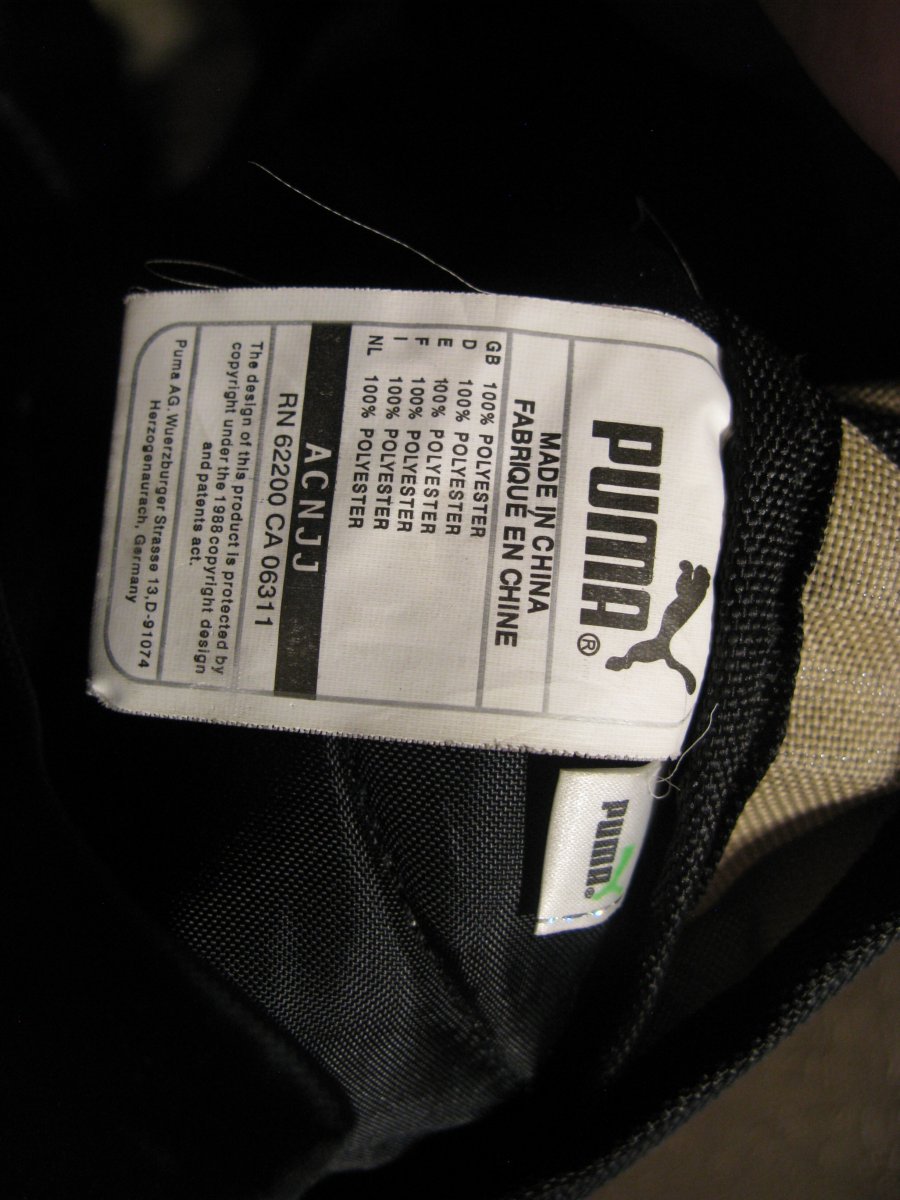 PUMA®
MADE IN CHINA
FABRIQUÉ EN CHINE
GB 100% POLYESTER
D 100% POLYESTER
E 100% POLYESTER
F 100% POLYESTER
I 100% POLYESTER
NL 100% POLYESTER
ACNJJ
RN 62200 CA 06311
The design of this product is protected by
copyright under the 1988 copyright design
and patents act.
Puma AG. Wuerzburger Strasse 13,D-91074
Herzogenaurach, Germany
PUMA®